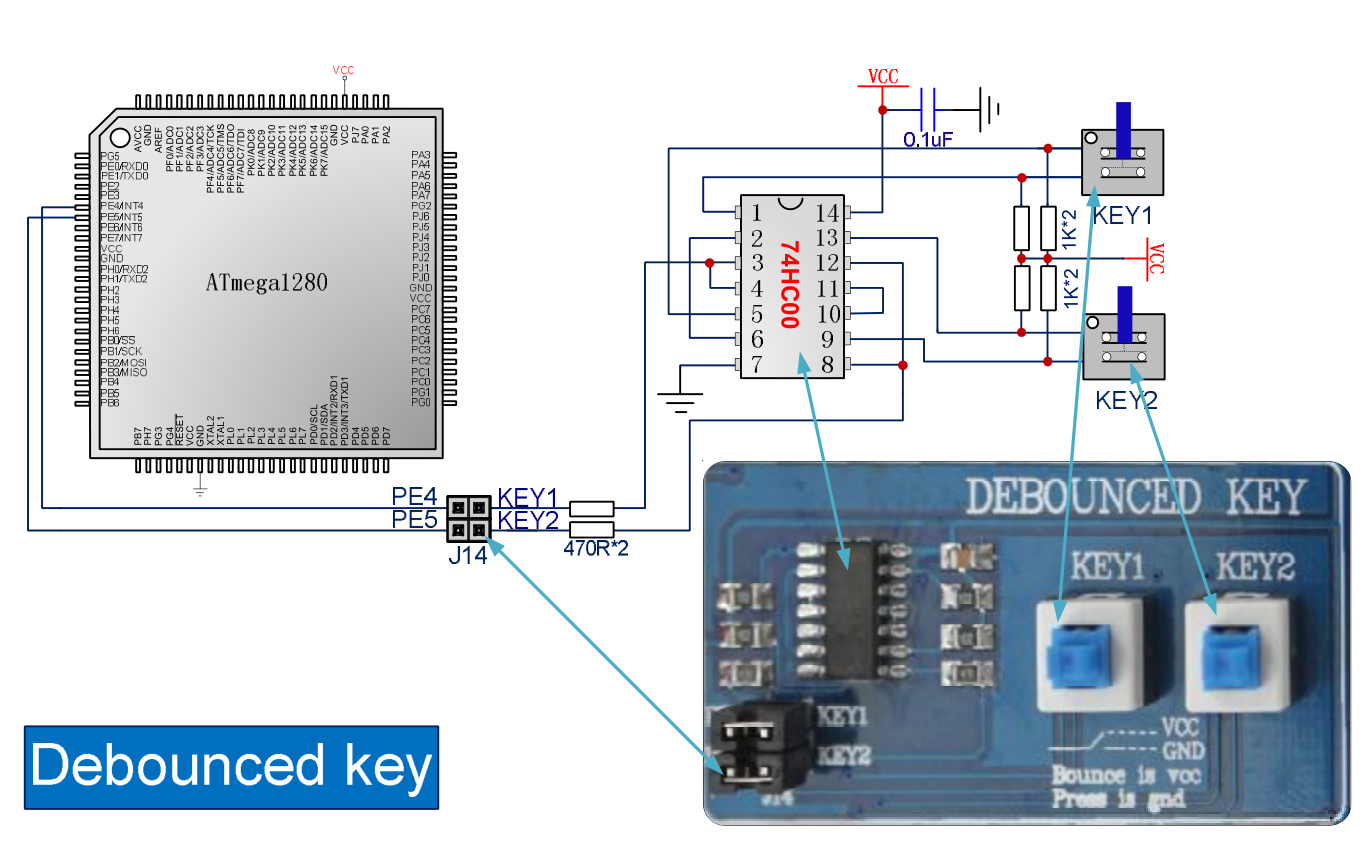 VCC
AVCC
GND
AREF
PF0/ADC0
PF1/ADC1
PF2/ADC2
PF3/ADC3
PF4/ADC4/TCK
PF5/ADC5/TMS
PF6/ADC6/TDO
PF7/ADC7/TDI
PK0/ADC8
PK1/ADC9
PK2/ADC10
PK3/ADC11
PK4/ADC12
PK5/ADC13
PK6/ADC14
PK7/ADC15
GND
VCC
PJ7
PA0
PA1
PA2
PG5
PE0/RXD0
PE1/TXD0
PE2
PE3
PE4/INT4
PE5/INT5
PE6/INT6
PE7/INT7
VCC
GND
PH0/RXD2
PH1/TXD2
PH2
PH3
PH4
PH5
PH6
PB0/SS
PB1/SCK
PB2/MOSI
PB3/MISO
PB4
PB5
PB6
ATmega1280
PA3
PA4
PA5
PA6
PA7
PG2
PJ6
PJ5
PJ4
PJ3
PJ2
PJ1
PJ0
GND
VCC
PC7
PC6
PC5
PC4
PC3
PC2
PC1
PC0
PG1
PG0
PB7
PH7
PG3
PG4
RESET
VCC
GND
XTAL2
XTAL1
PL0
PL1
PL2
PL3
PL4
PL5
PL6
PL7
PD0/SCL
PD1/SDA
PD2/INT2/RXD1
PD3/INT3/TXD1
PD4
PD5
PD6
PD7
VCC
0.1uF
1 14
2 13
3 12
4 11
5 10
6 9
7 8
74HC00
KEY1
1K*2
VCC
1K*2
KEY2
PE4 KEY1
PE5 KEY2
J14
470R*2
DEBOUNCED KEY
KEY1 KEY2
KEY1
KEY2
J14
VCC
GND
Bounce is vcc
Press is gnd
Debounced key